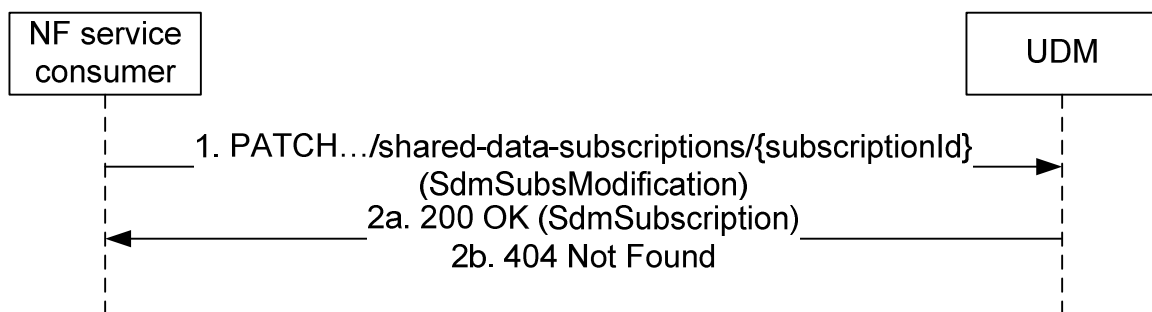 NF service
consumer
UDM
1. PATCH…/shared-data-subscriptions/{subscriptionId}
(SdmSubsModification)
2a. 200 OK (SdmSubscription)
2b. 404 Not Found